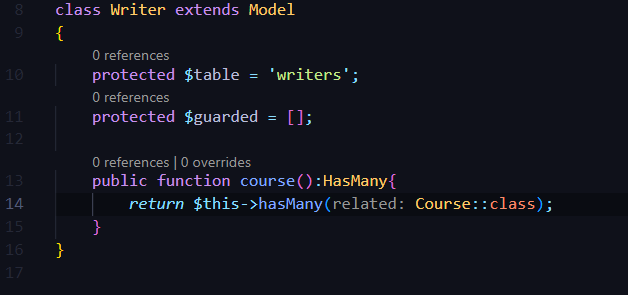 8 class Writer extends Model
9 {
0 references
10 protected $table = 'writers';
0 references
11 protected $guarded = [];
12
0 references | 0 overrides
13 public function course():HasMany{
14 return $this->hasMany(related: Course::class);
15 }
16 }
17